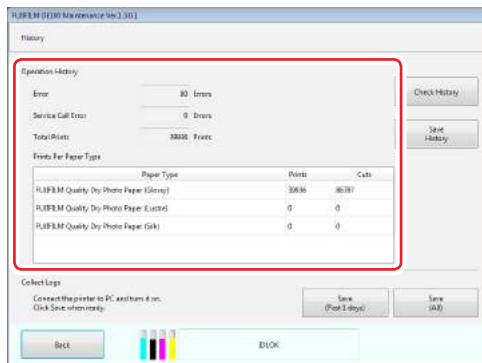 FUJIFILM DE100 Maintenance Ver.1.3.0.1
History
Operation History
Error Errors
Service Call Error 0 Errors
Total Prints Prints
Prints Per Paper Type
Paper Type Prints Cuts
FUJIFILM Quality Dry Photo Paper (Glossy)
FUJIFILM Quality Dry Photo Paper (Lustre) 0 0
FUJIFILM Quality Dry Photo Paper (Silk) 0 0
Check History
Save
History
Collect Logs
Connect the printer to PC and turn it on.
Click Save when ready.
Save
(Past 1 days)
Save
(All)
Back